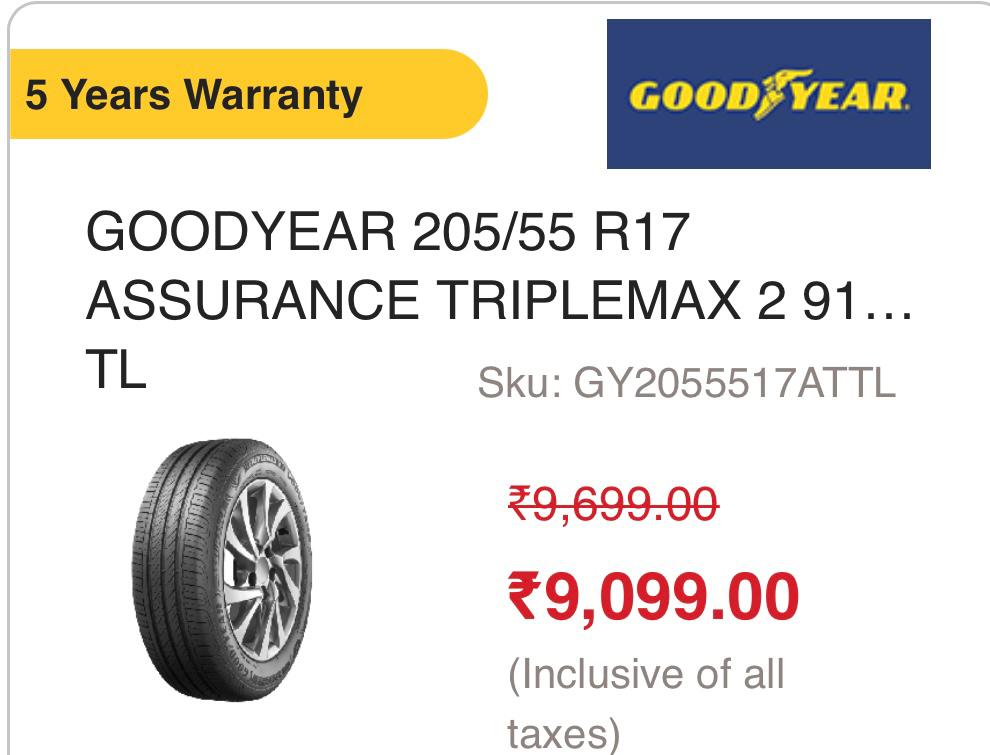 5 Years Warranty
GOODYEAR
GOODYEAR 205/55 R17
ASSURANCE TRIPLEMAX 2 91…
TL
Sku: GY2055517ATTL
₹9,699.00
₹9,099.00
(Inclusive of all
taxes)